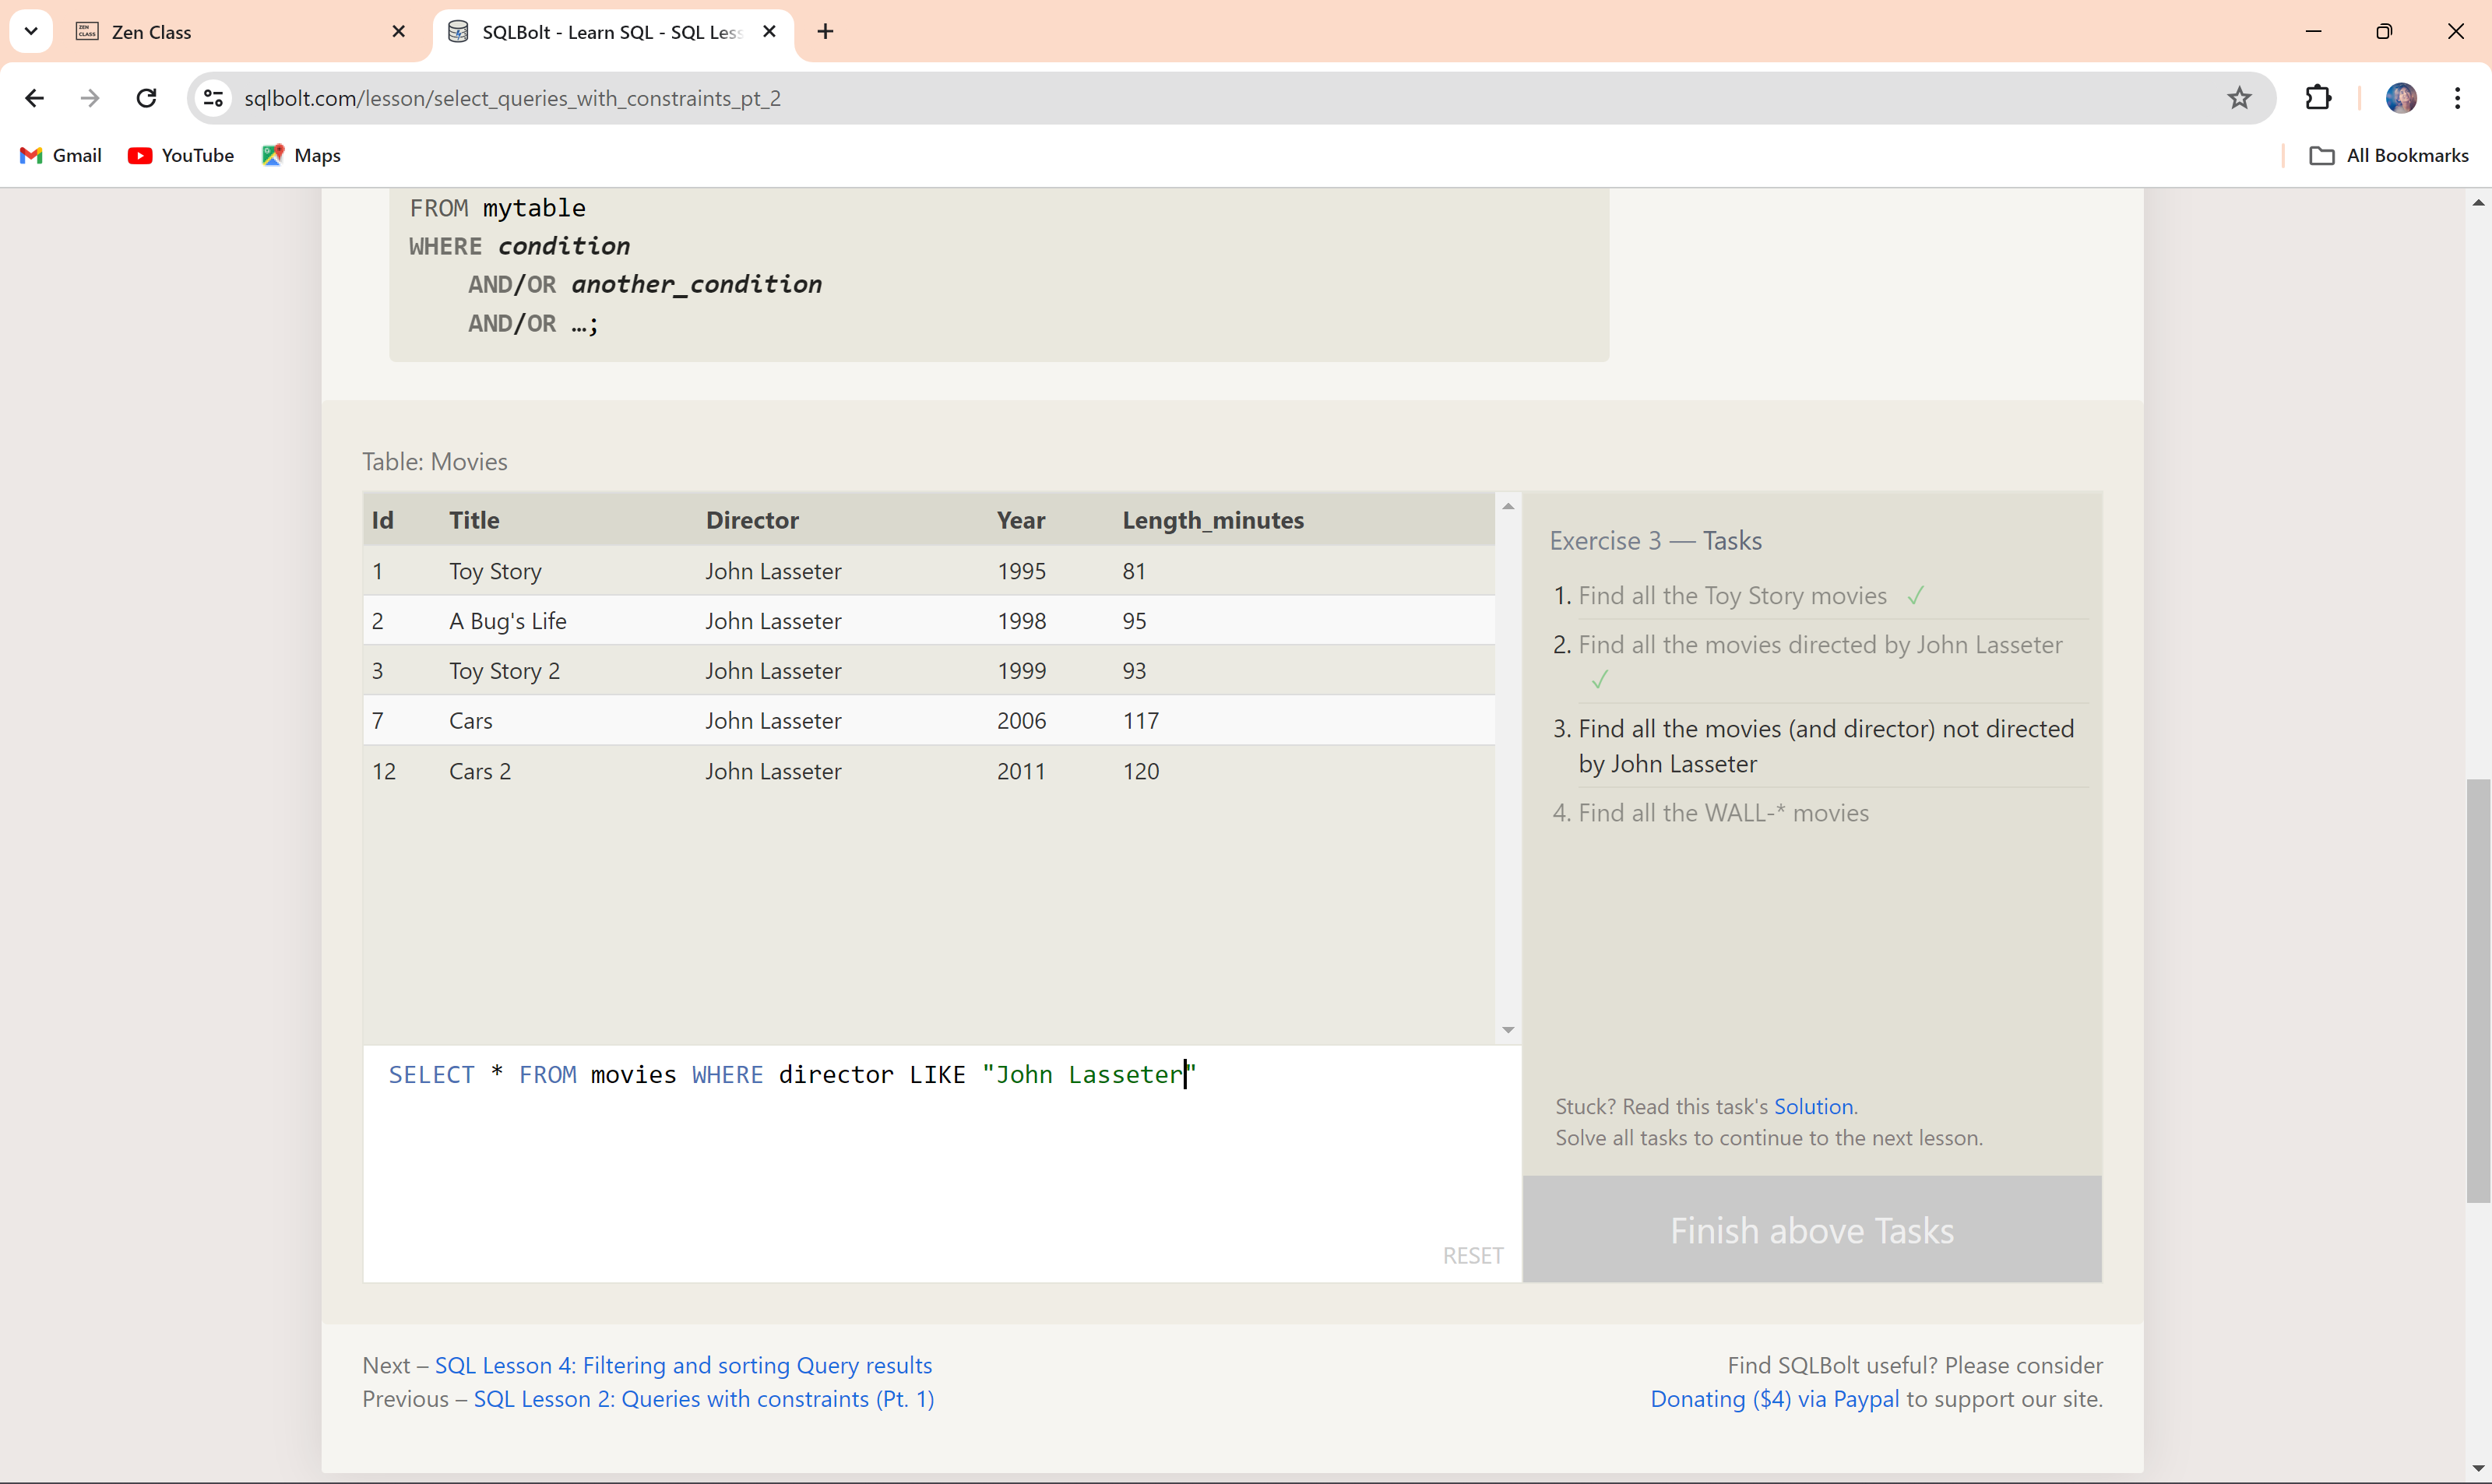 Zen Class
SQLBolt - Learn SQL - SQL Les
sqlbolt.com/lesson/select_queries_with_constraints_pt_2
Gmail
YouTube
Maps
All Bookmarks
FROM mytable
WHERE condition
AND/OR another_condition
AND/OR …;
Table: Movies
Id Title Director Year Length_minutes
1 Toy Story John Lasseter 1995 81
2 A Bug's Life John Lasseter 1998 95
3 Toy Story 2 John Lasseter 1999 93
7 Cars John Lasseter 2006 117
12 Cars 2 John Lasseter 2011 120
SELECT * FROM movies WHERE director LIKE "John Lasseter"
RESET
Exercise 3 — Tasks
1. Find all the Toy Story movies ✓
2. Find all the movies directed by John Lasseter
✓
3. Find all the movies (and director) not directed
by John Lasseter
4. Find all the WALL-* movies
Stuck? Read this task's Solution.
Solve all tasks to continue to the next lesson.
Finish above Tasks
Next – SQL Lesson 4: Filtering and sorting Query results
Previous – SQL Lesson 2: Queries with constraints (Pt. 1)
Find SQLBolt useful? Please consider
Donating ($4) via Paypal to support our site.